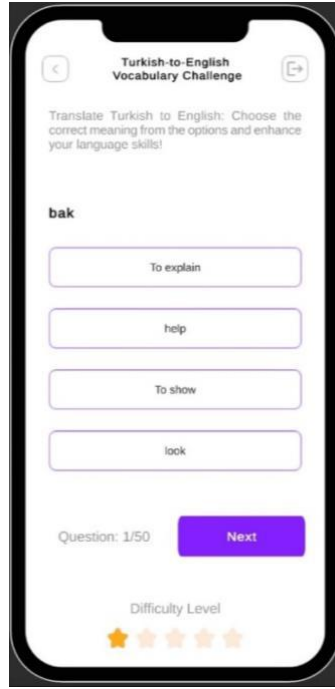 Turkish-to-English
Vocabulary Challenge
Translate Turkish to English: Choose the
correct meaning from the options and enhance
your language skills!
bak
To explain
help
To show
look
Question: 1/50
Next
Difficulty Level